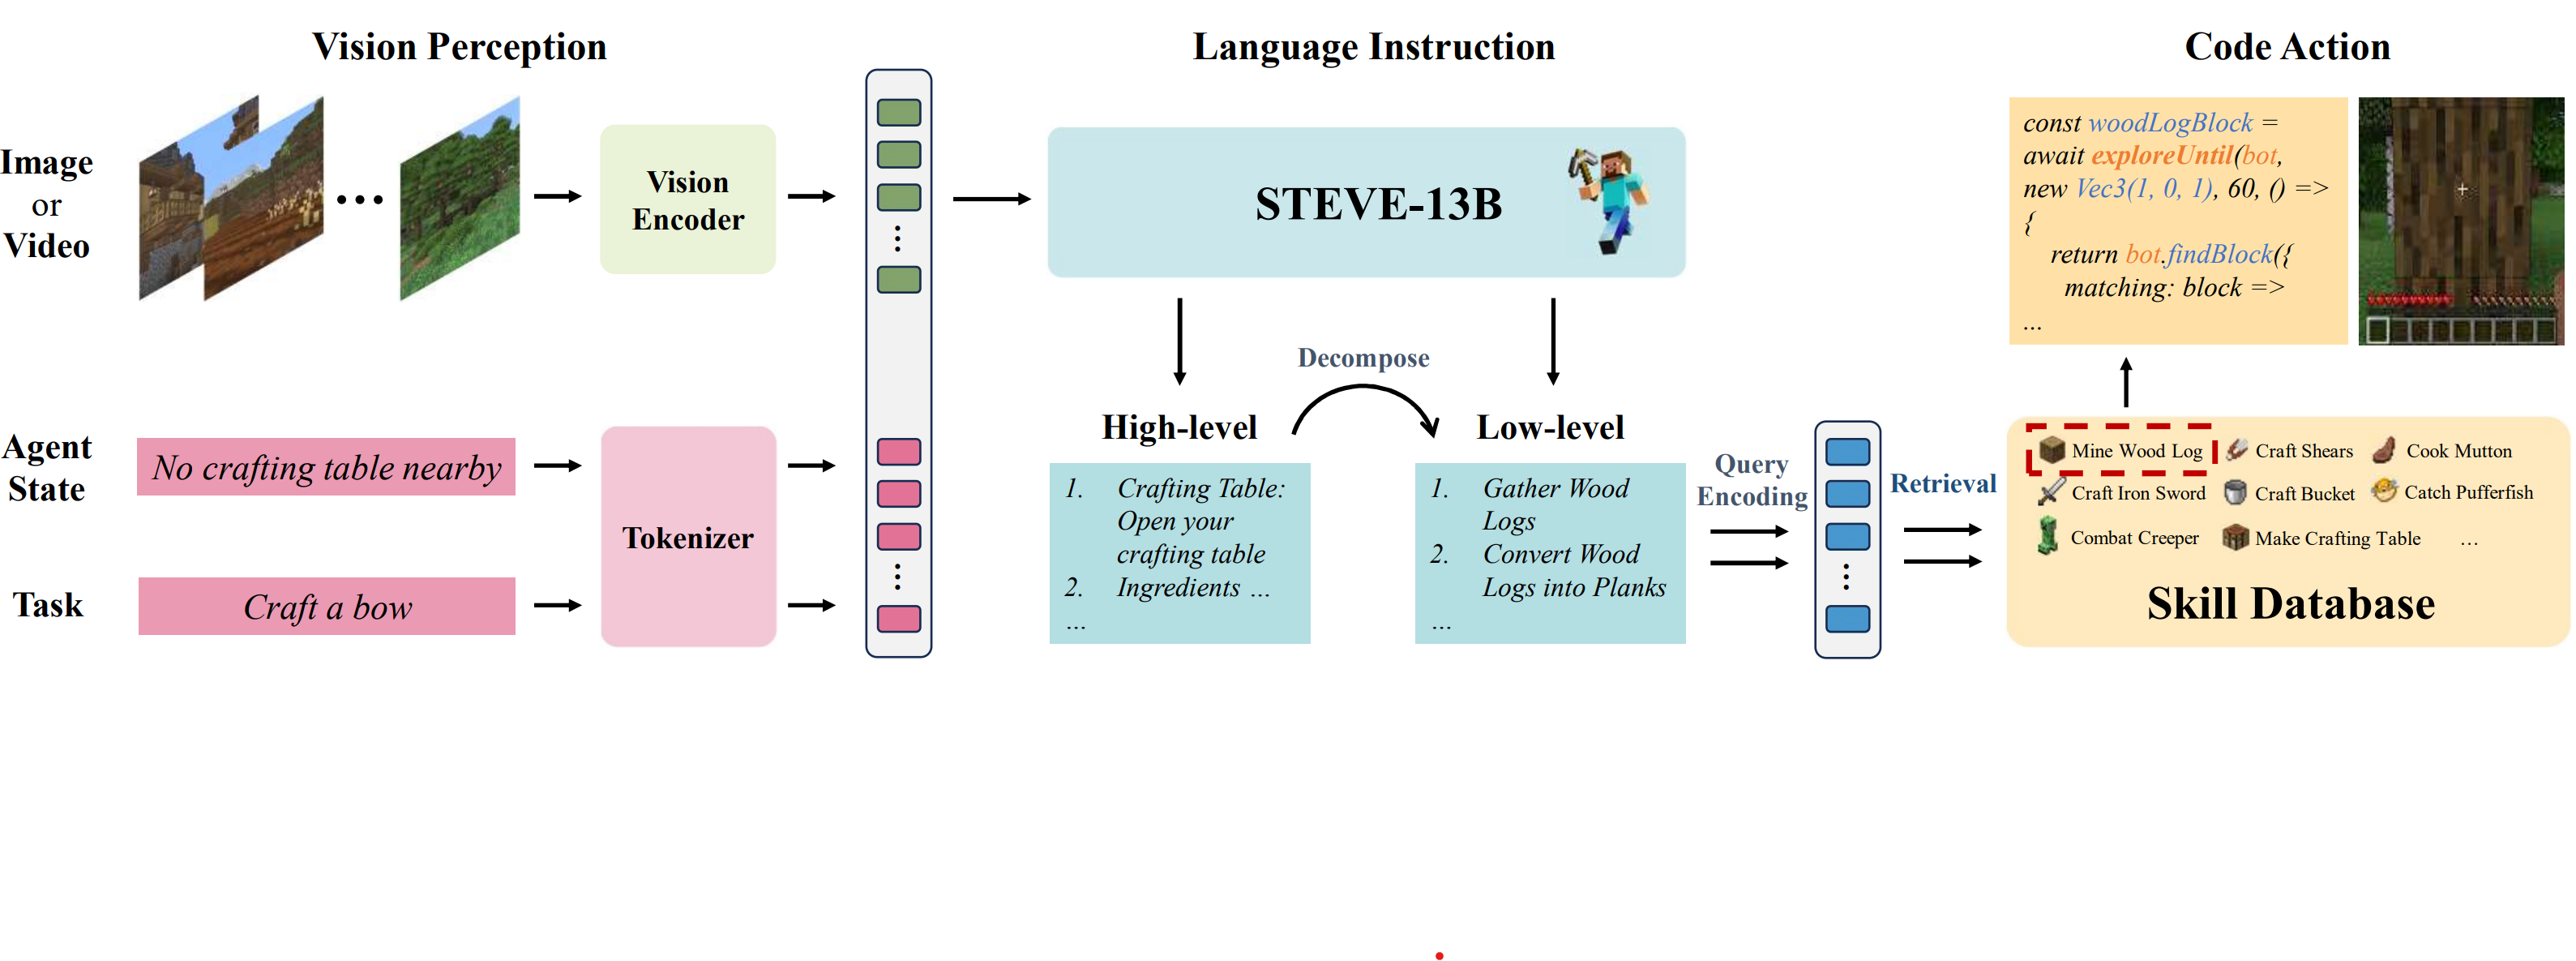 Vision Perception
Language Instruction
Code Action
Image
or
Video
Vision
Encoder
STEVE-13B
const woodLogBlock =
await exploreUntil(bot,
new Vec3(1, 0, 1), 60, () =>
{
return bot.findBlock({
matching: block =>
...
Agent
State
No crafting table nearby
Task
Craft a bow
Tokenizer
Decompose
High-level
1. Crafting Table:
Open your
crafting table
2. Ingredients ...
...
Low-level
1. Gather Wood
Logs
2. Convert Wood
Logs into Planks
...
Query
Encoding
Retrieval
Mine Wood Log
Craft Shears
Cook Mutton
Craft Iron Sword
Craft Bucket
Catch Pufferfish
Combat Creeper
Make Crafting Table
...
Skill Database